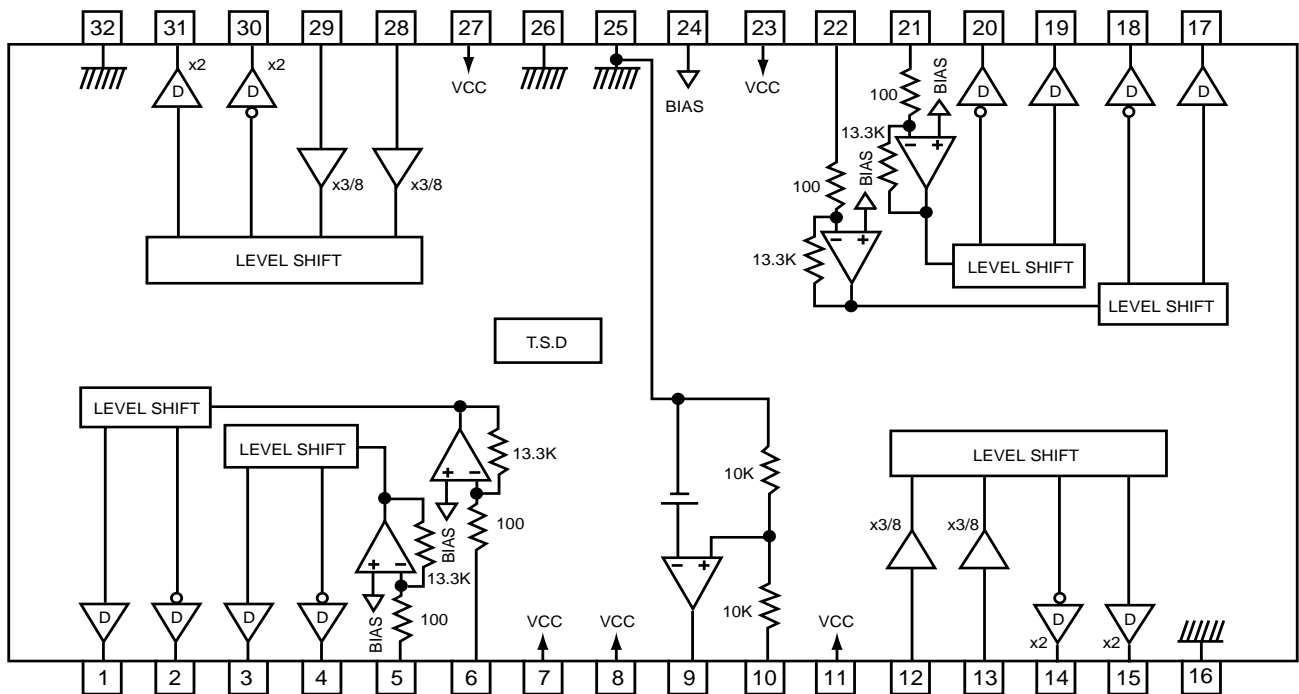 32 31 30 29 28 27 26 25 24 23 22 21 20 19 18 17
D x2 D x2
VCC
BIAS
VCC
100
D D D D
13.3K
- +
BIAS
BIAS
x3/8 x3/8
100
- +
13.3K
LEVEL SHIFT
LEVEL SHIFT
LEVEL SHIFT
T.S.D
LEVEL SHIFT
LEVEL SHIFT
13.3K
+ -
BIAS
100
10K
LEVEL SHIFT
x3/8 x3/8
+ -
13.3K
BIAS
100
- +
10K
D D D D
VCC VCC VCC
D D
x2 x2
1 2 3 4 5 6 7 8 9 10 11 12 13 14 15 16